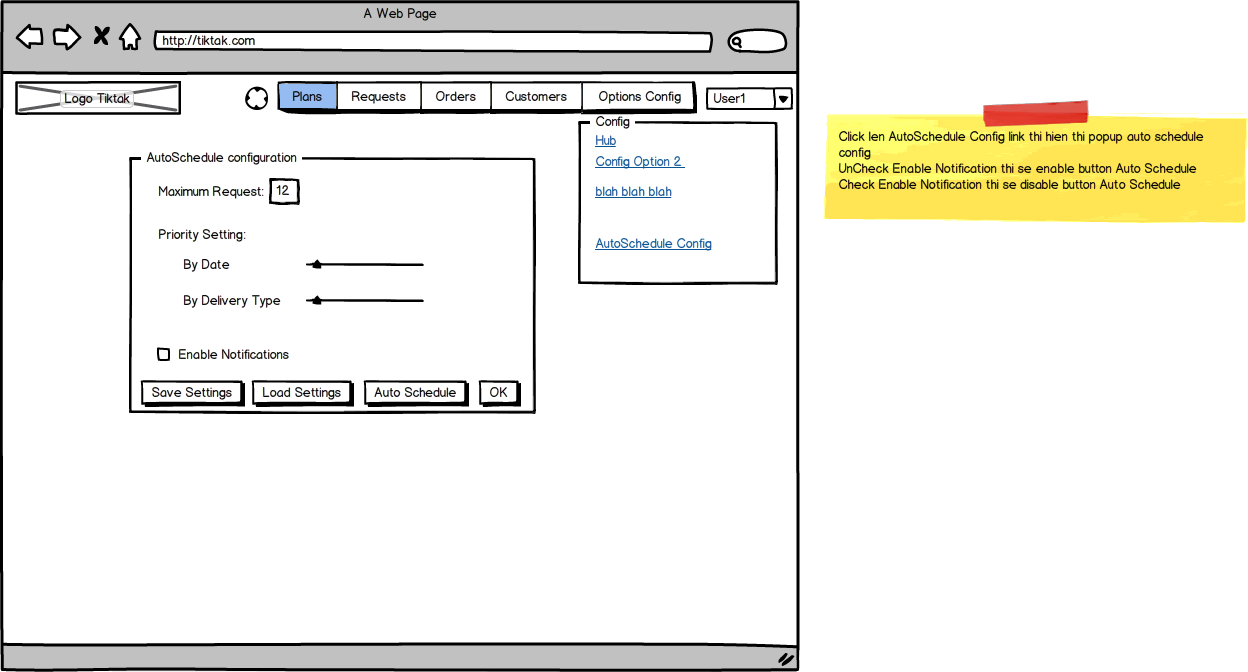 A Web Page
http://tiktak.com
Logo Tiktak
Plans
Requests
Orders
Customers
Options Config
User1
Config
Hub
Config Option 2
blah blah blah
AutoSchedule Config
AutoSchedule configuration
Maximum Request: 12
Priority Setting:
By Date
By Delivery Type
Enable Notifications
Save Settings
Load Settings
Auto Schedule
OK
Click len AutoSchedule Config link thi hien thi popup auto schedule
config
UnCheck Enable Notification thi se enable button Auto Schedule
Check Enable Notification thi se disable button Auto Schedule